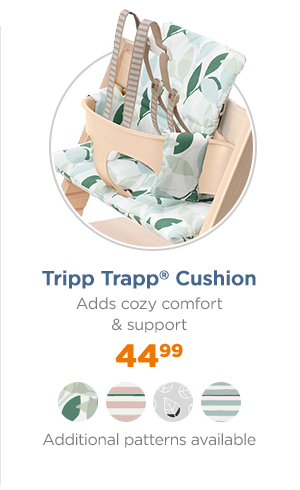 Tripp Trapp® Cushion
Adds cozy comfort
& support
44⁹⁹
Additional patterns available